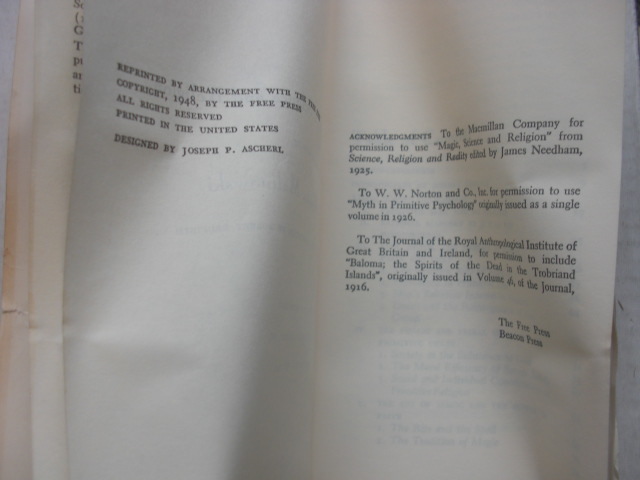 REPRINTED BY ARRANGEMENT WITH THE
COPYRIGHT, 1948, BY THE FREE PRESS
ALL RIGHTS RESERVED
PRINTED IN THE UNITED STATES
DESIGNED BY JOSEPH P. ASCHERL
ACKNOWLEDGMENTS To the Macmillan Company for
permission to use "Magic, Science and Religion" from
Science, Religion and Reality edited by James Needham,
1925.
To W. W. Norton and Co., Inc. for permission to use
"Myth in Primitive Psychology" originally issued as a single
volume in 1926.
To The Journal of the Royal Anthropological Institute of
Great Britain and Ireland, for permission to include
"Baloma; the Spirits of the Dead in the Trobriand
Islands", originally issued in Volume 46, of the Journal,
1916.
The Free Press
Beacon Press